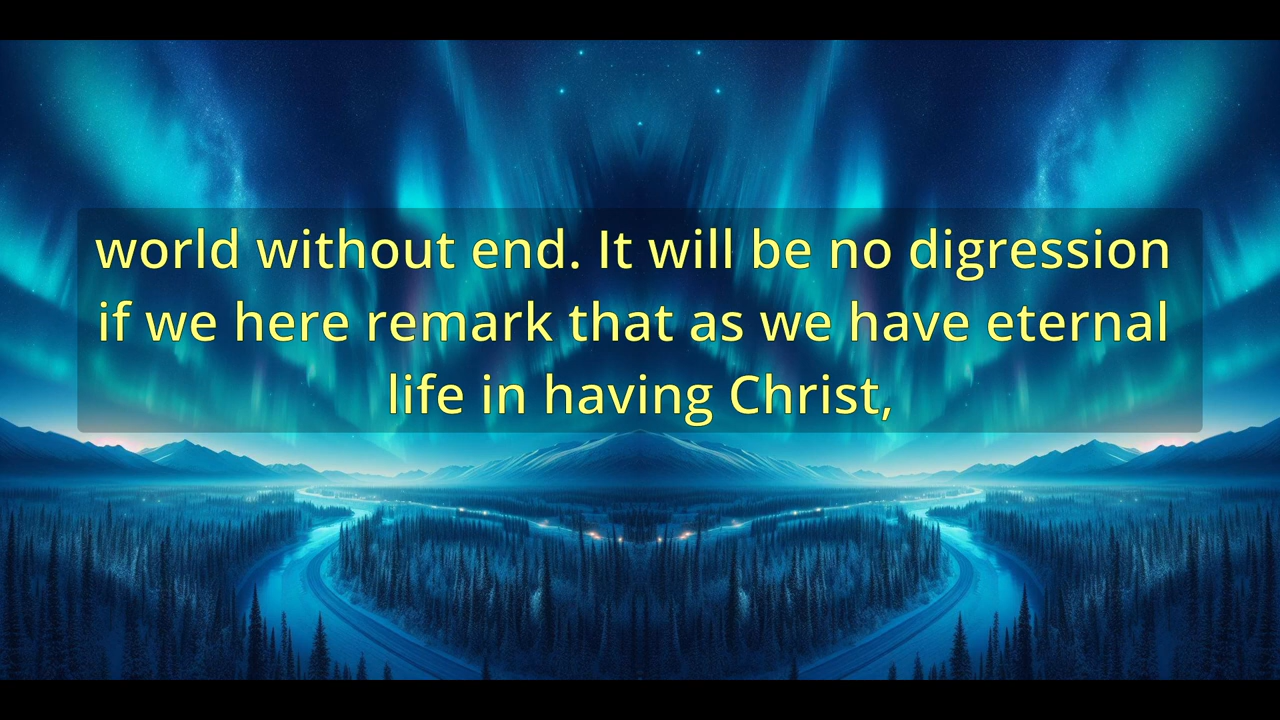 world without end. It will be no digression
if we here remark that as we have eternal
life in having Christ,